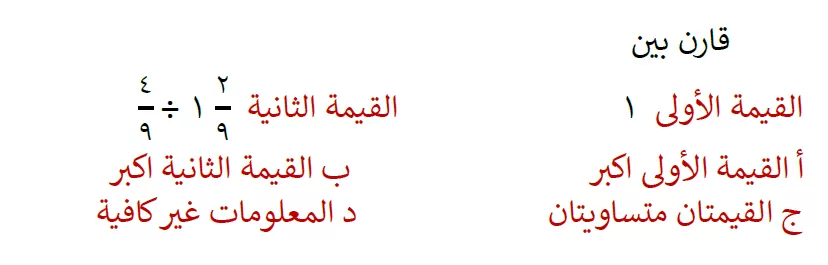 قارن بين
القيمة الأولى ١ القيمة الثانية ٢/٩ ١ ÷ ٤/٩
أ القيمة الأولى اكبر ب القيمة الثانية اكبر
ج القيمتان متساويتان د المعلومات غير كافية